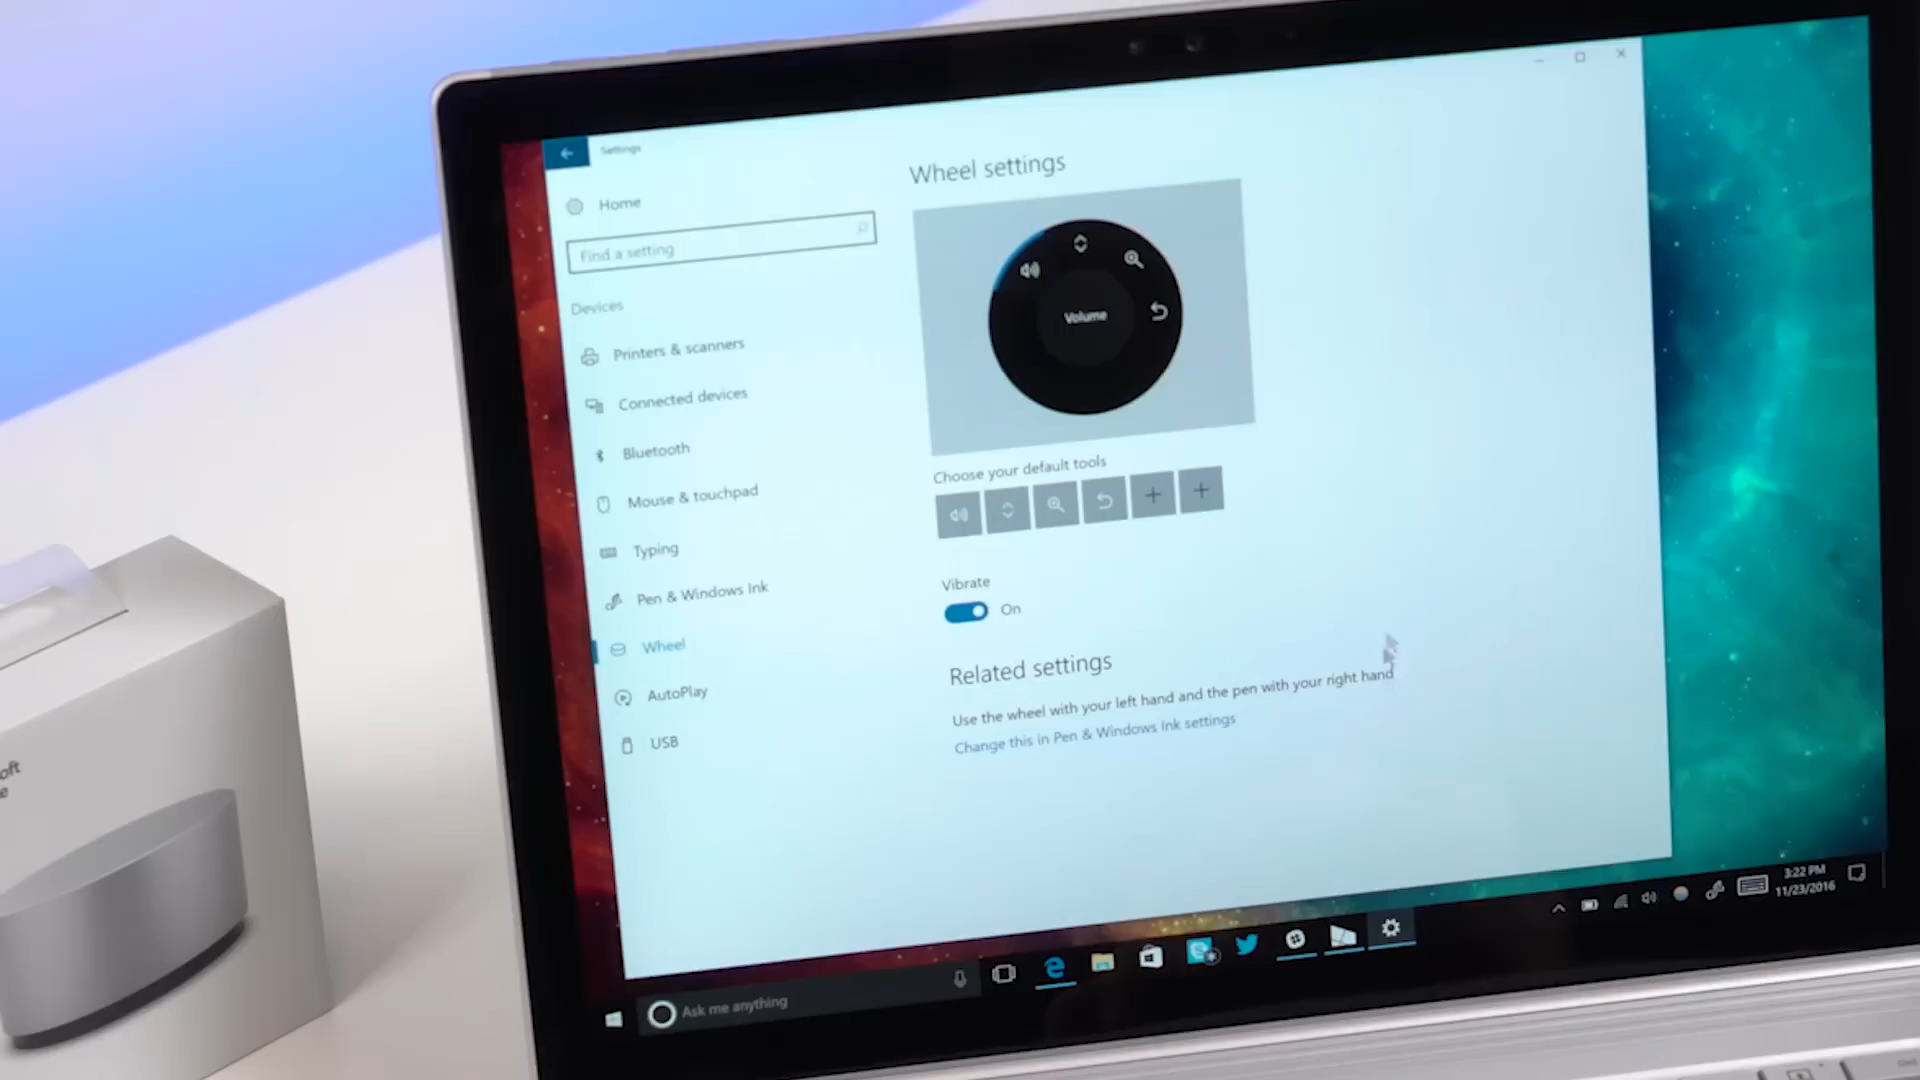 Settings
Home
Find a setting
Devices
Printers & scanners
Connected devices
Bluetooth
Mouse & touchpad
Typing
Pen & Windows Ink
Wheel
AutoPlay
USB
Wheel settings
Volume
Choose your default tools
Vibrate
On
Related settings
Use the wheel with your left hand and the pen with your right hand
Change this in Pen & Windows Ink settings
Ask me anything
3:22 PM
11/23/2016